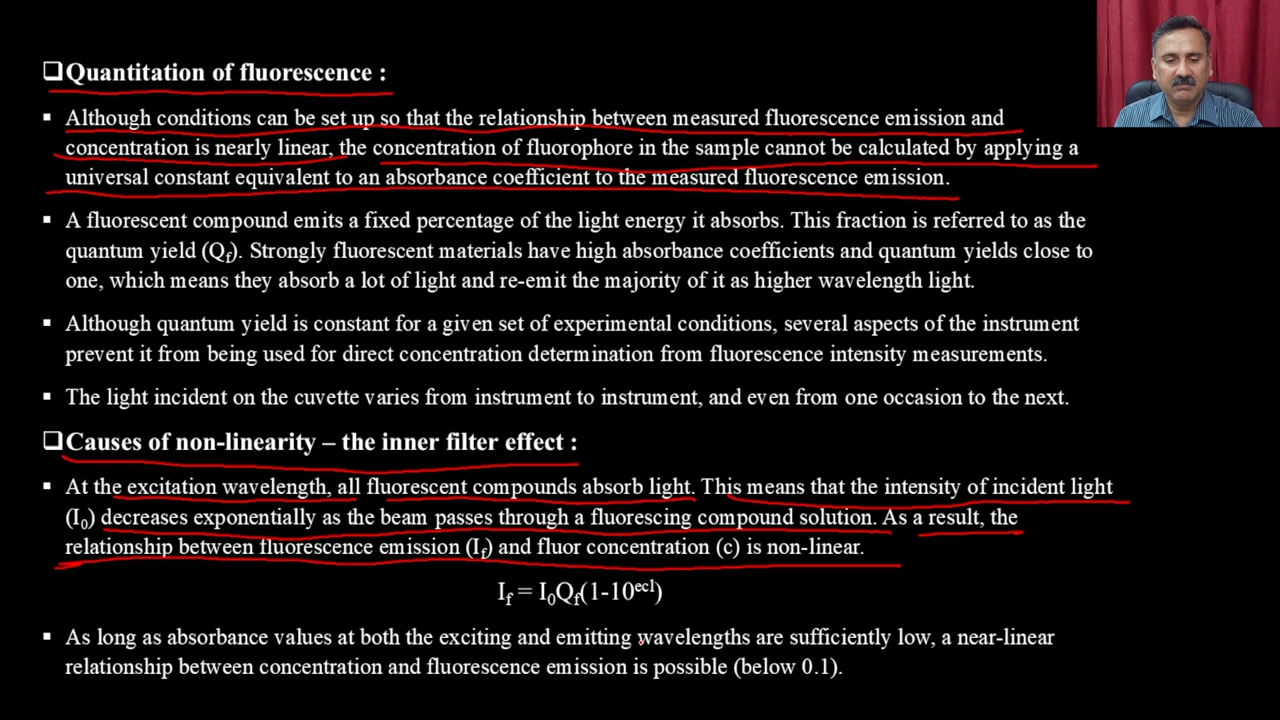 ❑Quantitation of fluorescence :
▪ Although conditions can be set up so that the relationship between measured fluorescence emission and
concentration is nearly linear, the concentration of fluorophore in the sample cannot be calculated by applying a
universal constant equivalent to an absorbance coefficient to the measured fluorescence emission.
▪ A fluorescent compound emits a fixed percentage of the light energy it absorbs. This fraction is referred to as the
quantum yield (Qf). Strongly fluorescent materials have high absorbance coefficients and quantum yields close to
one, which means they absorb a lot of light and re-emit the majority of it as higher wavelength light.
▪ Although quantum yield is constant for a given set of experimental conditions, several aspects of the instrument
prevent it from being used for direct concentration determination from fluorescence intensity measurements.
▪ The light incident on the cuvette varies from instrument to instrument, and even from one occasion to the next.
❑Causes of non-linearity – the inner filter effect :
▪ At the excitation wavelength, all fluorescent compounds absorb light. This means that the intensity of incident light
(I₀) decreases exponentially as the beam passes through a fluorescing compound solution. As a result, the
relationship between fluorescence emission (If) and fluor concentration (c) is non-linear.
If = I₀Qf(1-10^ecl)
▪ As long as absorbance values at both the exciting and emitting wavelengths are sufficiently low, a near-linear
relationship between concentration and fluorescence emission is possible (below 0.1).